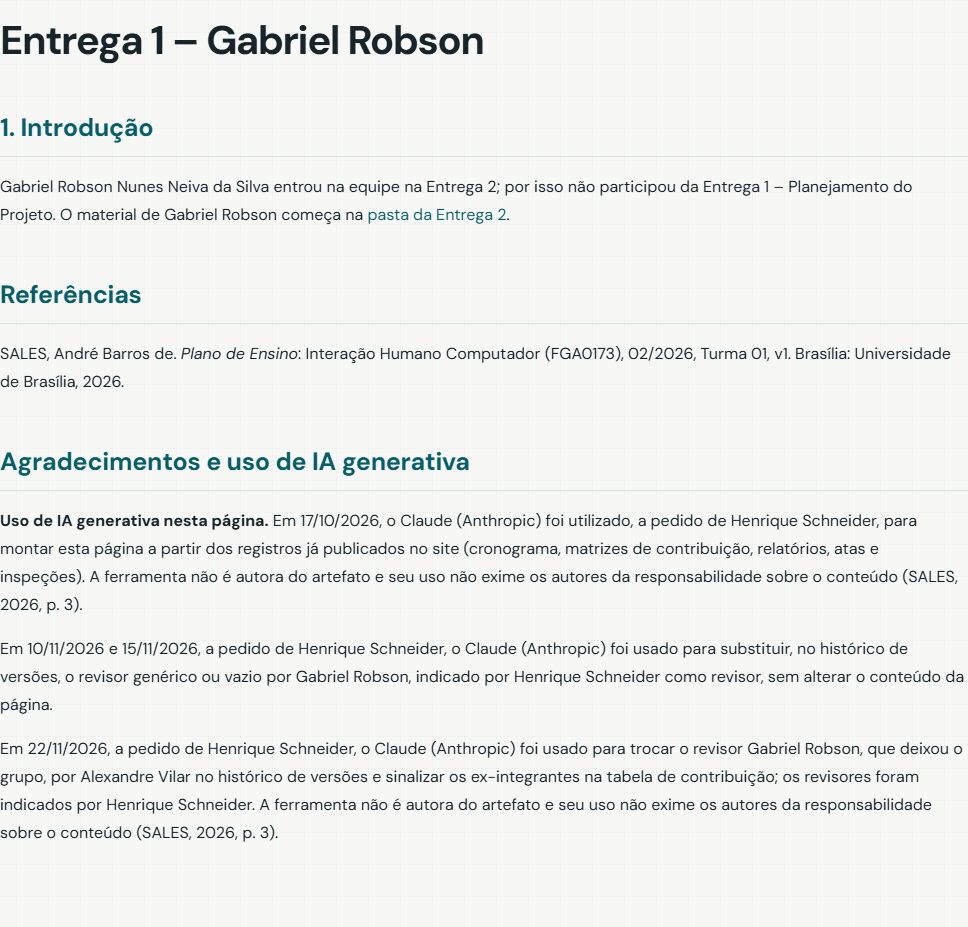 Entrega 1 – Gabriel Robson
1. Introdução
Gabriel Robson Nunes Neiva da Silva entrou na equipe na Entrega 2; por isso não participou da Entrega 1 – Planejamento do
Projeto. O material de Gabriel Robson começa na pasta da Entrega 2.
Referências
SALES, André Barros de. Plano de Ensino: Interação Humano Computador (FGA0173), 02/2026, Turma 01, v1. Brasília: Universidade
de Brasília, 2026.
Agradecimentos e uso de IA generativa
Uso de IA generativa nesta página. Em 17/10/2026, o Claude (Anthropic) foi utilizado, a pedido de Henrique Schneider, para
montar esta página a partir dos registros já publicados no site (cronograma, matrizes de contribuição, relatórios, atas e
inspeções). A ferramenta não é autora do artefato e seu uso não exime os autores da responsabilidade sobre o conteúdo (SALES,
2026, p. 3).
Em 10/11/2026 e 15/11/2026, a pedido de Henrique Schneider, o Claude (Anthropic) foi usado para substituir, no histórico de
versões, o revisor genérico ou vazio por Gabriel Robson, indicado por Henrique Schneider como revisor, sem alterar o conteúdo da
página.
Em 22/11/2026, a pedido de Henrique Schneider, o Claude (Anthropic) foi usado para trocar o revisor Gabriel Robson, que deixou o
grupo, por Alexandre Vilar no histórico de versões e sinalizar os ex-integrantes na tabela de contribuição; os revisores foram
indicados por Henrique Schneider. A ferramenta não é autora do artefato e seu uso não exime os autores da responsabilidade
sobre o conteúdo (SALES, 2026, p. 3).